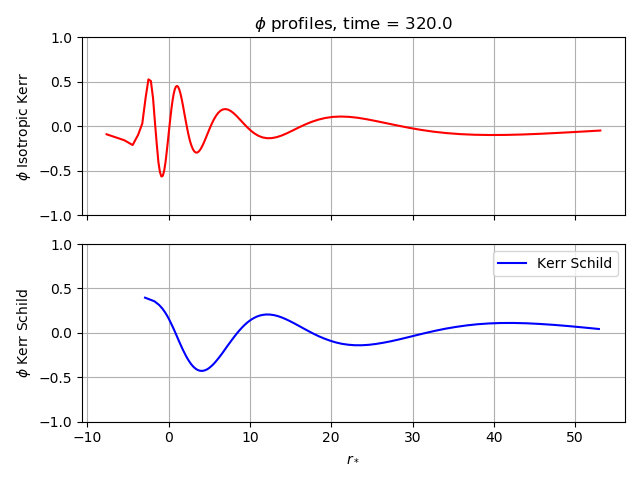 ϕ profiles, time = 320.0
ϕ Isotropic Kerr
1.0
0.5
0.0
−0.5
−1.0
ϕ Kerr Schild
1.0
0.5
0.0
−0.5
−1.0
Kerr Schild
−10 0 10 20 30 40 50
r*